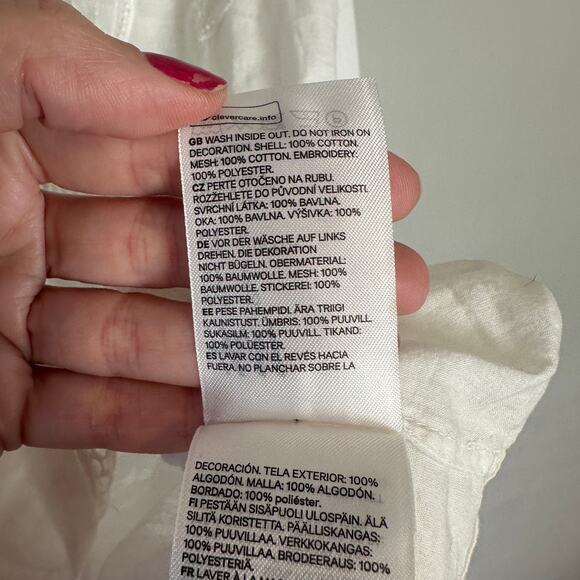 clevercare.info
GB WASH INSIDE OUT. DO NOT IRON ON
DECORATION. SHELL: 100% COTTON.
MESH: 100% COTTON. EMBROIDERY:
100% POLYESTER.
CZ PERTE OTOČENO NA RUBU.
ROZŽEHLETE DO PŮVODNÍ VELIKOSTI.
SVRCHNÍ LÁTKA: 100% BAVLNA.
OKA: 100% BAVLNA. VÝŠIVKA: 100%
POLYESTER.
DE VOR DER WÄSCHE AUF LINKS
DREHEN. DIE DEKORATION
NICHT BÜGELN. OBERMATERIAL:
100% BAUMWOLLE. MESH: 100%
BAUMWOLLE. STICKEREI: 100%
POLYESTER.
EE PESE PAHEMPIDI. ÄRA TRIIGI
KAUNISTUST. ÜMBRIS: 100% PUUVILL.
SUKASILM: 100% PUUVILL. TIKAND:
100% POLÜESTER.
ES LAVAR CON EL REVÉS HACIA
FUERA. NO PLANCHAR SOBRE LA
DECORACIÓN. TELA EXTERIOR: 100%
ALGODÓN. MALLA: 100% ALGODÓN.
BORDADO: 100% poliéster.
FI PESTÄÄN SISÄPUOLI ULOSPÄIN. ÄLÄ
SILITÄ KORISTETTA. PÄÄLLISKANGAS:
100% PUUVILLAA. VERKKOKANGAS:
100% PUUVILLAA. BRODEERAUS: 100%
POLYESTERIÄ.
FR LAVER À LA